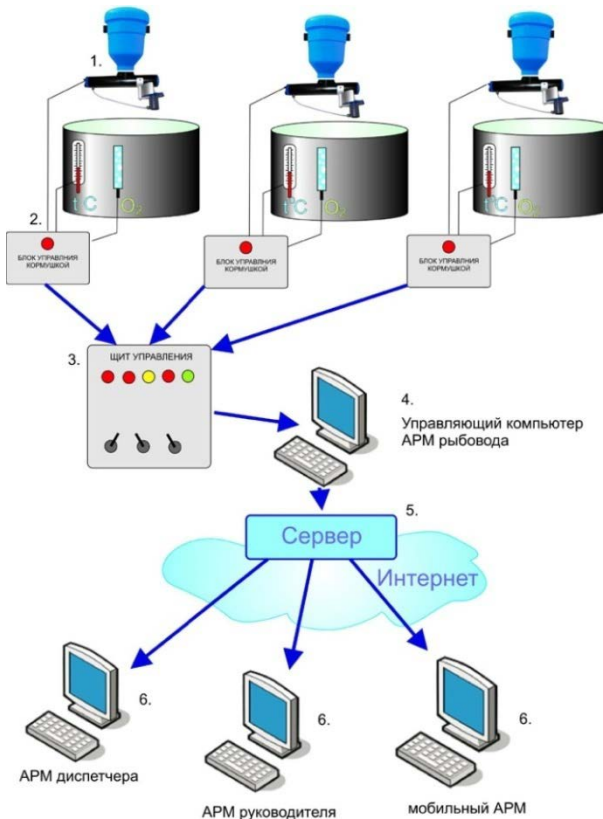 1.
t°C O₂
t°C O₂
t°C O₂
2.
БЛОК УПРАВЛНИЯ
КОРМУШКОЙ
БЛОК УПРАВЛНИЯ
КОРМУШКОЙ
БЛОК УПРАВЛНИЯ
КОРМУШКОЙ
3.
ЩИТ УПРАВЛЕНИЯ
4.
Управляющий компьютер
АРМ рыбовода
5.
Сервер
Интернет
6.
АРМ диспетчера
6.
АРМ руководителя
6.
мобильный АРМ